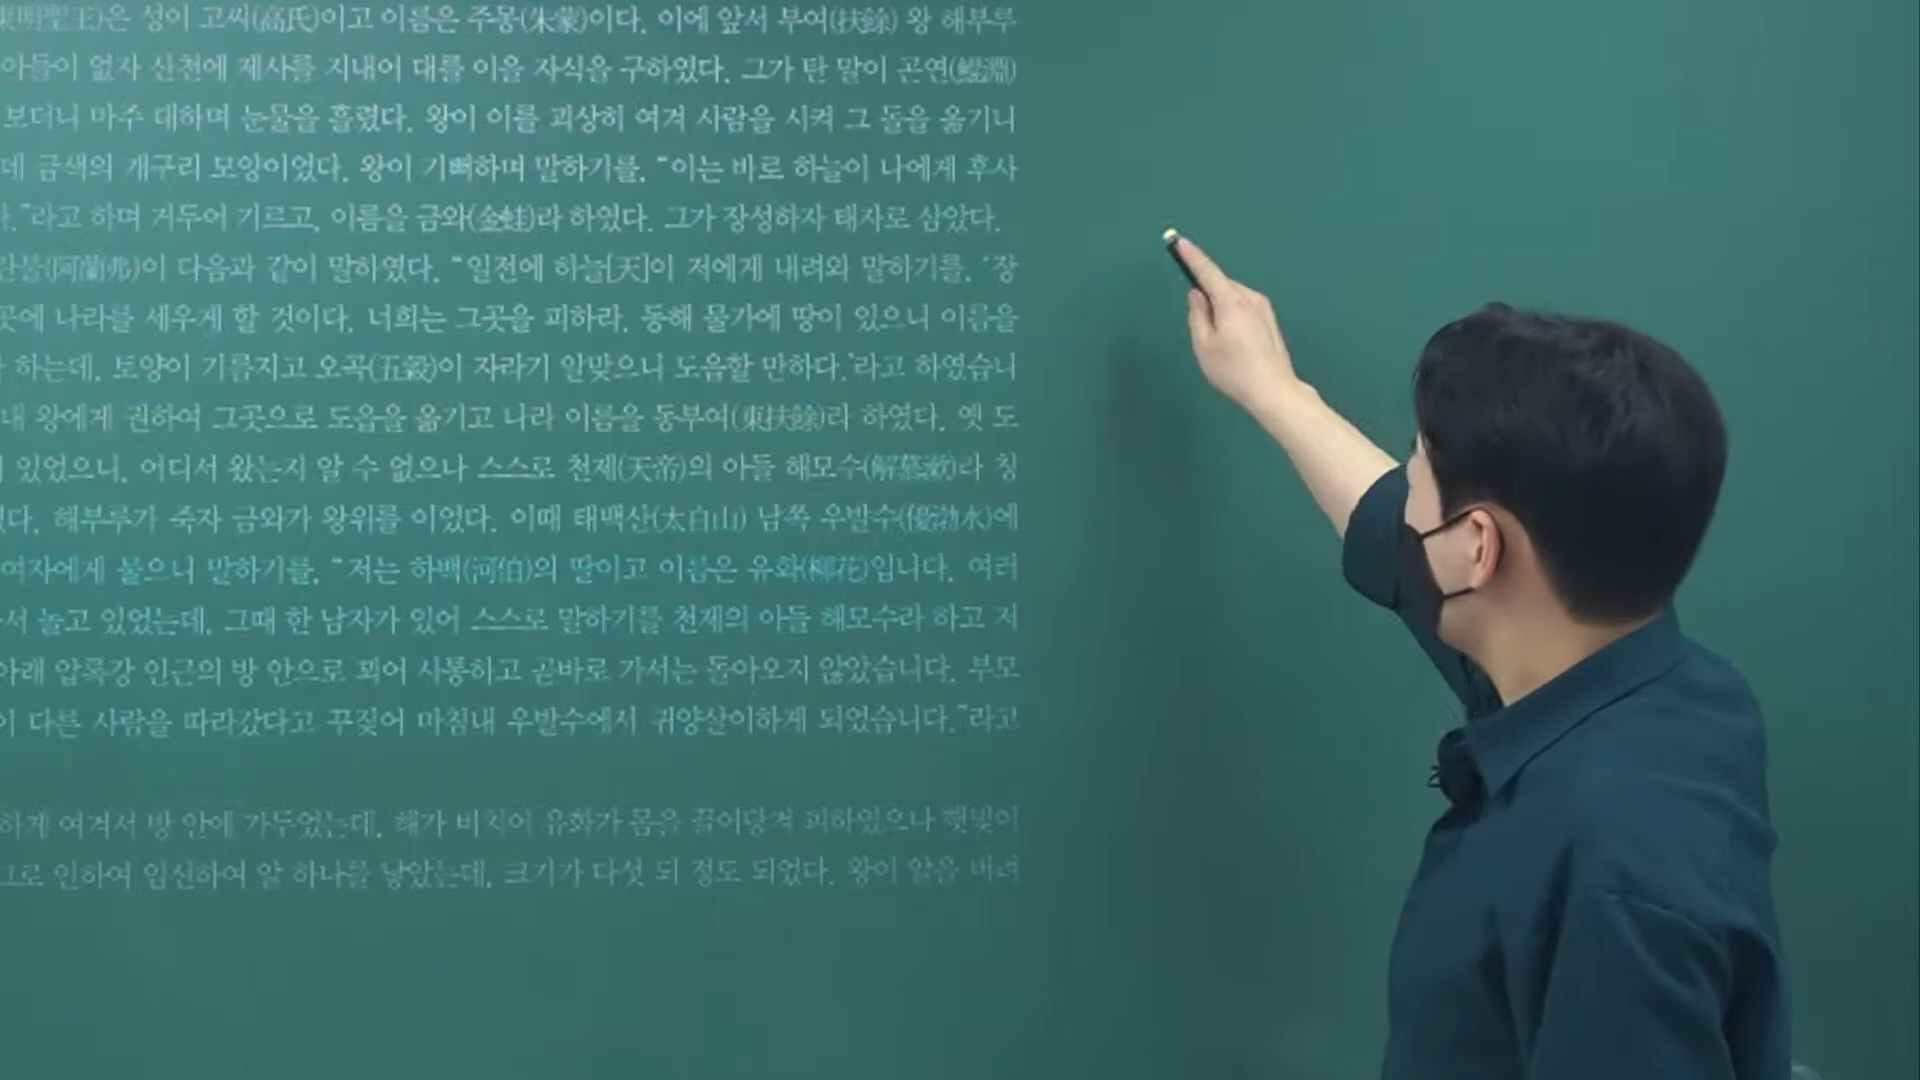 明聖王)은 성이 고씨(高氏)이고 이름은 주몽(朱蒙)이다. 이에 앞서 부여(扶餘) 왕 해부루
아들이 없자 산천에 제사를 지내어 대를 이을 자식을 구하였다. 그가 탄 말이 곤연(鯤淵)
보더니 마주 대하며 눈물을 흘렸다. 왕이 이를 괴상히 여겨 사람을 시켜 그 돌을 옮기니
데 금색의 개구리 모양이었다. 왕이 기뻐하며 말하기를, “이는 바로 하늘이 나에게 후사
”라고 하며 거두어 기르고, 이름을 금와(金蛙)라 하였다. 그가 장성하자 태자로 삼았다.
란불(阿蘭弗)이 다음과 같이 말하였다. “일전에 하늘[天]이 저에게 내려와 말하기를, ‘장
곳에 나라를 세우게 할 것이다. 너희는 그곳을 피하라. 동해 물가에 땅이 있으니 이름을
하는데, 토양이 기름지고 오곡(五穀)이 자라기 알맞으니 도읍할 만하다.’라고 하였습니
내 왕에게 권하여 그곳으로 도읍을 옮기고 나라 이름을 동부여(東扶餘)라 하였다. 옛 도
있었으니, 어디서 왔는지 알 수 없으나 스스로 천제(天帝)의 아들 해모수(解慕漱)라 칭
다. 해부루가 죽자 금와가 왕위를 이었다. 이때 태백산(太白山) 남쪽 우발수(優渤水)에
여자에게 물으니 말하기를, “저는 하백(河伯)의 딸이고 이름은 유화(柳花)입니다. 여러
서 놀고 있었는데, 그때 한 남자가 있어 스스로 말하기를 천제의 아들 해모수라 하고 저
아래 압록강 인근의 방 안으로 꾀어 사통하고 곧바로 가서는 돌아오지 않았습니다. 부모
이 다른 사람을 따라갔다고 꾸짖어 마침내 우발수에서 귀양살이하게 되었습니다.”라고
하게 여겨서 방 안에 가두었는데, 해가 비치어 유화가 몸을 끌어당겨 피하였으나 햇빛이
그로 인하여 임신하여 알 하나를 낳았는데, 크기가 다섯 되 정도 되었다. 왕이 알을 버려